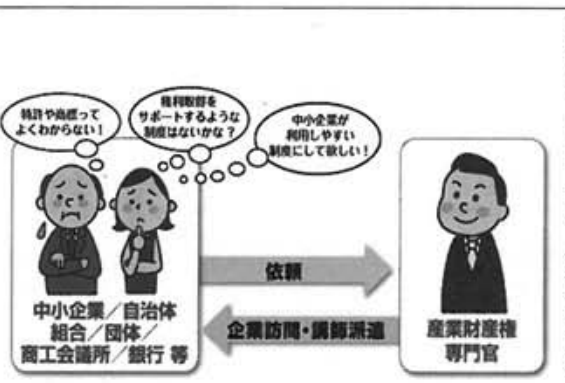 特許や商標って
よくわからない！
権利取得を
サポートするような
制度はないかな？
中小企業が
利用しやすい
制度にして欲しい！
依頼
企業訪問・講師派遣
中小企業／自治体
組合／団体／
商工会議所／銀行 等
産業財産権
専門官